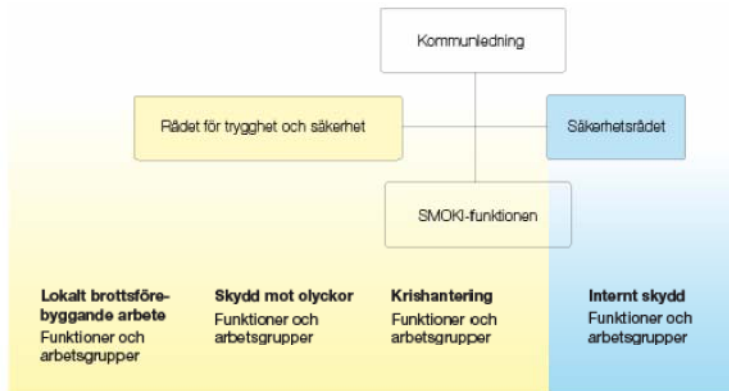 Kommunledning
Rådet för trygghet och säkerhet
Säkerhetsrådet
SMOKI-funktionen
Lokalt brottsföre-
byggande arbete
Funktioner och
arbetsgrupper
Skydd mot olyckor
Funktioner och
arbetsgrupper
Krishantering
Funktioner och
arbetsgrupper
Internt skydd
Funktioner och
arbetsgrupper